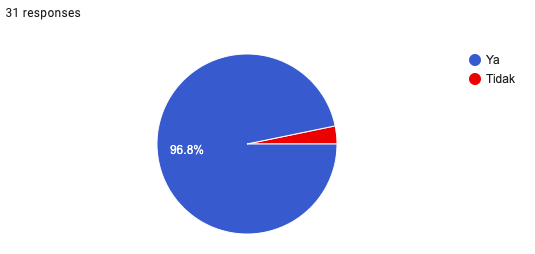 31 responses
Ya
Tidak
96.8%